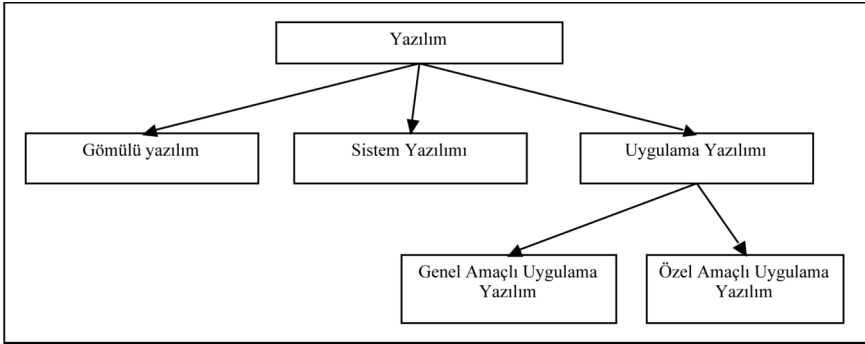 Yazılım
Gömülü yazılım
Sistem Yazılımı
Uygulama Yazılımı
Genel Amaçlı Uygulama
Yazılım
Özel Amaçlı Uygulama
Yazılım